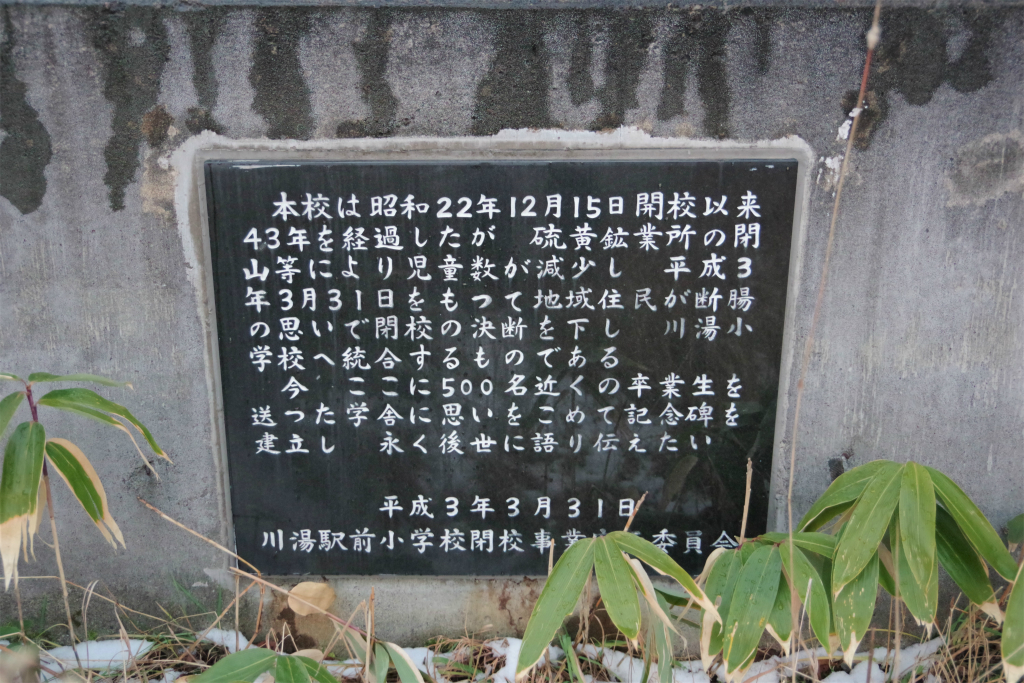 本校は昭和22年12月15日開校以来
43年を経過したが 硫黄鉱業所の閉
山等により児童数が減少し 平成3
年3月31日をもって地域住民が断腸
の思いで閉校の決断を下し 川湯小
学校へ統合するものである
今 ここに500名近くの卒業生を
送った学舎に思いをこめて記念碑を
建立し 永く後世に語り伝えたい
平成3年3月31日
川湯駅前小学校閉校事業 委員会